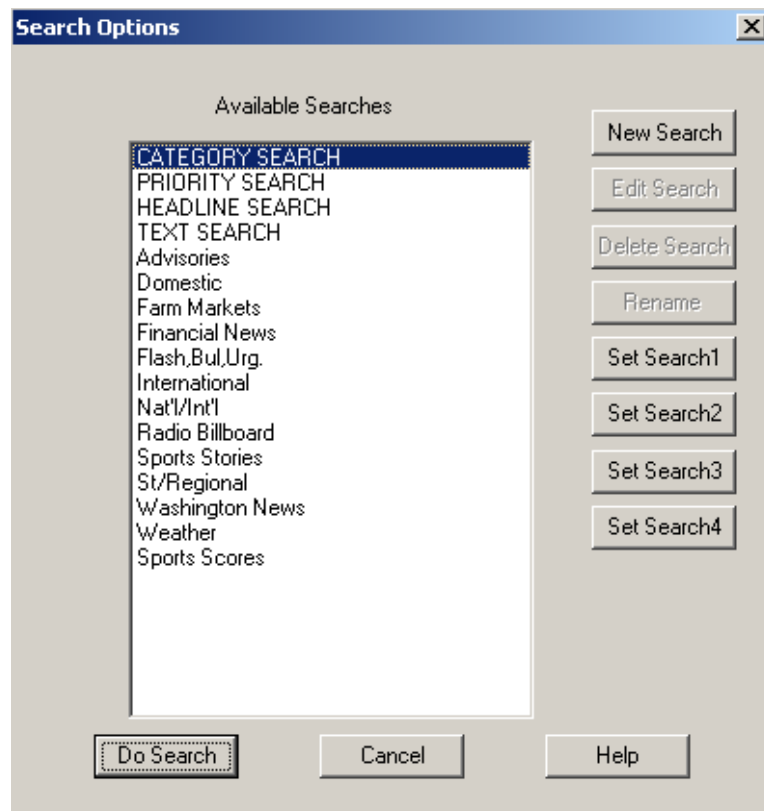 Search Options
Available Searches
CATEGORY SEARCH
PRIORITY SEARCH
HEADLINE SEARCH
TEXT SEARCH
Advisories
Domestic
Farm Markets
Financial News
Flash,Bul,Urg.
International
Nat'l/Int'l
Radio Billboard
Sports Stories
St/Regional
Washington News
Weather
Sports Scores
New Search
Edit Search
Delete Search
Rename
Set Search1
Set Search2
Set Search3
Set Search4
Do Search
Cancel
Help